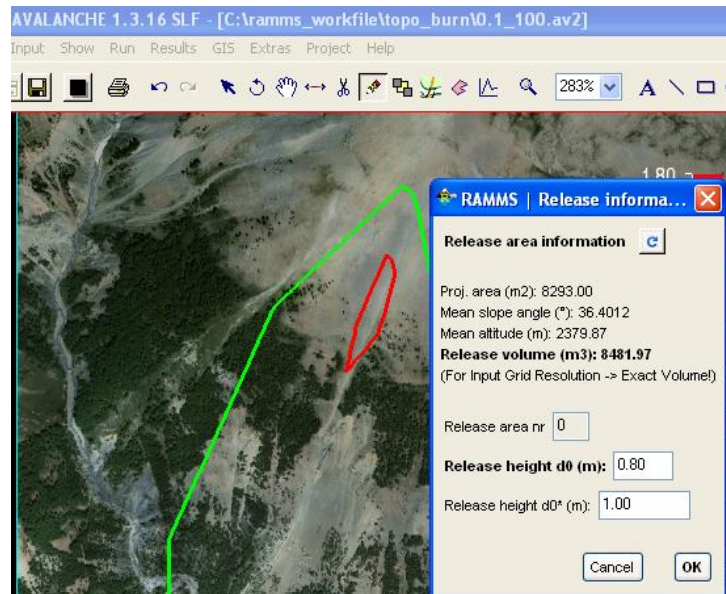 AVALANCHE 1.3.16 SLF - [C:\ramms_workfile\topo_burn\0.1_100.av2]
Input Show Run Results GIS Extras Project Help
283%
A
1.80
RAMMS | Release informa...
Release area information
Proj. area (m2): 8293.00
Mean slope angle (°): 36.4012
Mean altitude (m): 2379.87
Release volume (m3): 8481.97
(For Input Grid Resolution -> Exact Volume!)
Release area nr 0
Release height d0 (m): 0.80
Release height d0* (m): 1.00
Cancel OK